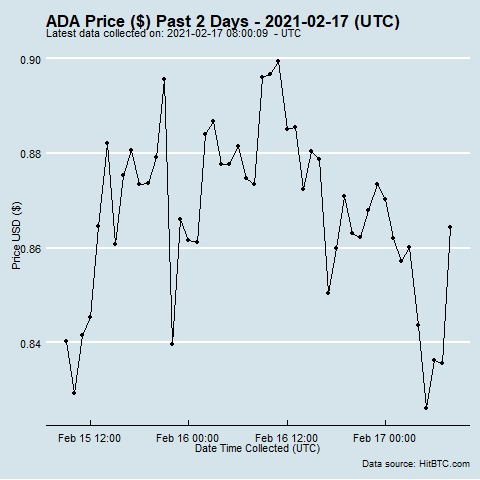 ADA Price ($) Past 2 Days - 2021-02-17 (UTC)
Latest data collected on: 2021-02-17 08:00:09  - UTC
0.90
0.88
0.86
0.84
Price USD ($)
Feb 15 12:00
Feb 16 00:00
Feb 16 12:00
Feb 17 00:00
Date Time Collected (UTC)
Data source: HitBTC.com